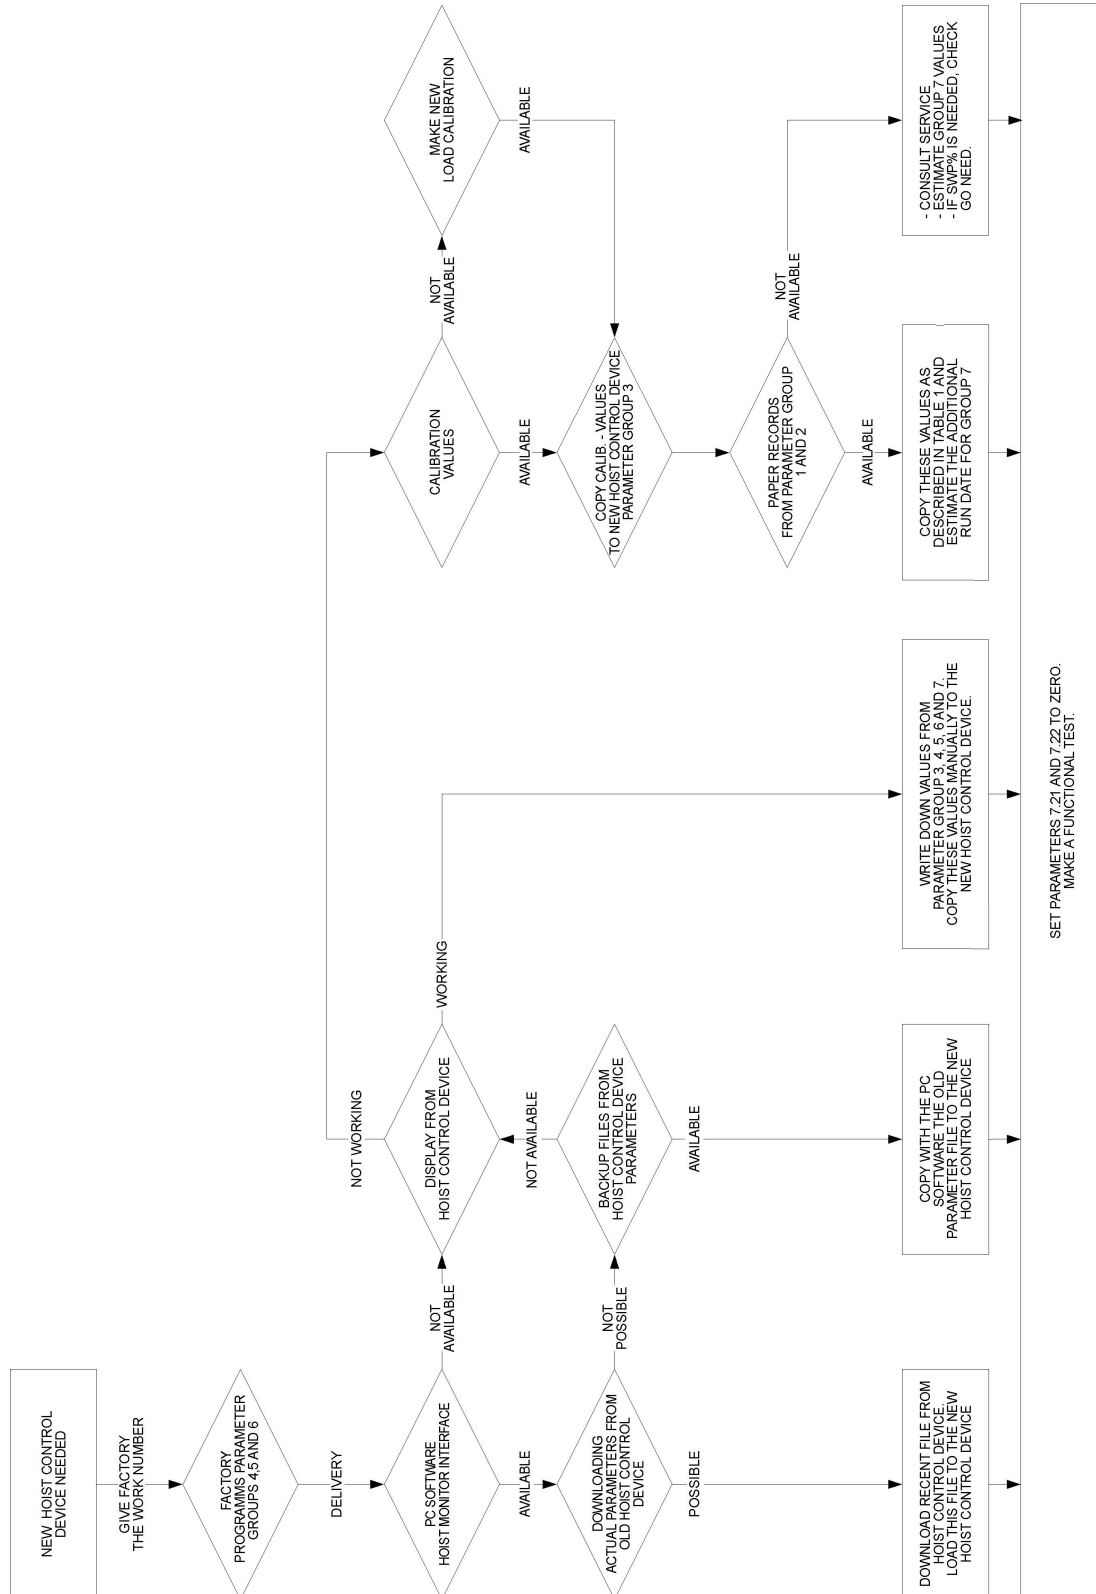 NEW HOIST CONTROL
DEVICE NEEDED
GIVE FACTORY
THE WORK NUMBER
FACTORY
PROGRAMMS PARAMETER
GROUPS 4,5 AND 6
DELIVERY
PC SOFTWARE
HOIST MONITOR INTERFACE
NOT
AVAILABLE
AVAILABLE
DOWNLOADING
ACTUAL PARAMETERS FROM
OLD HOIST CONTROL
DEVICE
NOT
POSSIBLE
POSSIBLE
DOWNLOAD RECENT FILE FROM
HOIST CONTROL DEVICE.
LOAD THIS FILE TO THE NEW
HOIST CONTROL DEVICE
DISPLAY FROM
HOIST CONTROL DEVICE
NOT WORKING
WORKING
NOT AVAILABLE
BACKUP FILES FROM
HOIST CONTROL DEVICE
PARAMETERS
AVAILABLE
COPY WITH THE PC
SOFTWARE THE OLD
PARAMETER FILE TO THE NEW
HOIST CONTROL DEVICE
WRITE DOWN VALUES FROM
PARAMETER GROUP 3, 4, 5, 6 AND 7.
COPY THESE VALUES MANUALLY TO THE
NEW HOIST CONTROL DEVICE.
CALIBRATION
VALUES
NOT
AVAILABLE
AVAILABLE
MAKE NEW
LOAD CALIBRATION
AVAILABLE
COPY CALIB. - VALUES
TO NEW HOIST CONTROL DEVICE
PARAMETER GROUP 3
PAPER RECORDS
FROM PARAMETER GROUP
1 AND 2
NOT
AVAILABLE
AVAILABLE
COPY THESE VALUES AS
DESCRIBED IN TABLE 1 AND
ESTIMATE THE ADDITIONAL
RUN DATE FOR GROUP 7
- CONSULT SERVICE
- ESTIMATE GROUP 7 VALUES
- IF SWP% IS NEEDED, CHECK
GO NEED.
SET PARAMETERS 7.21 AND 7.22 TO ZERO.
MAKE A FUNCTIONAL TEST.